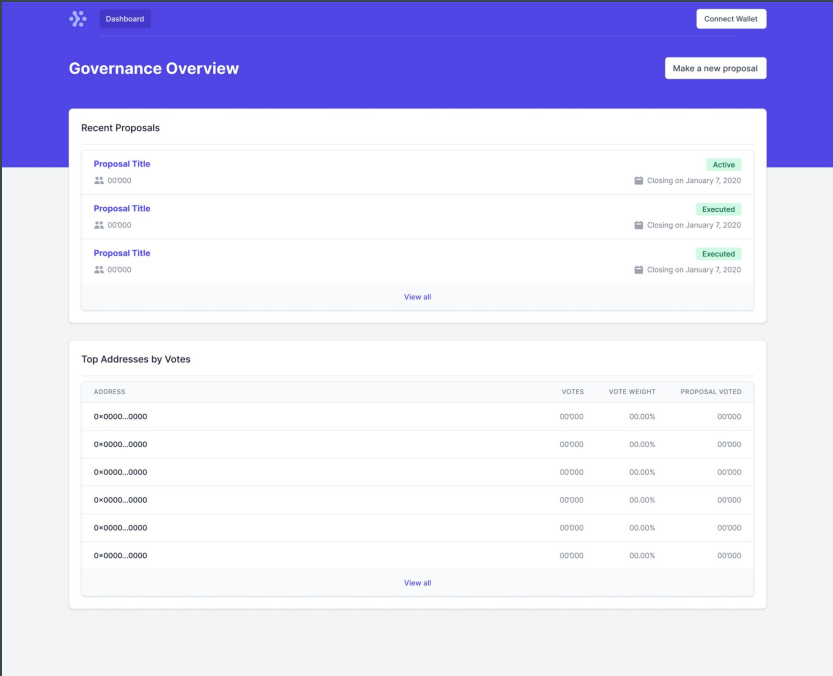 Dashboard
Connect Wallet
Governance Overview
Make a new proposal
Recent Proposals
Proposal Title
Active
00'000
Closing on January 7, 2020
Proposal Title
Executed
00'000
Closing on January 7, 2020
Proposal Title
Executed
00'000
Closing on January 7, 2020
View all
Top Addresses by Votes
ADDRESS VOTES VOTE WEIGHT PROPOSAL VOTED
0×0000...0000 00'000 00.00% 00'000
0×0000...0000 00'000 00.00% 00'000
0×0000...0000 00'000 00.00% 00'000
0×0000...0000 00'000 00.00% 00'000
0×0000...0000 00'000 00.00% 00'000
0×0000...0000 00'000 00.00% 00'000
View all